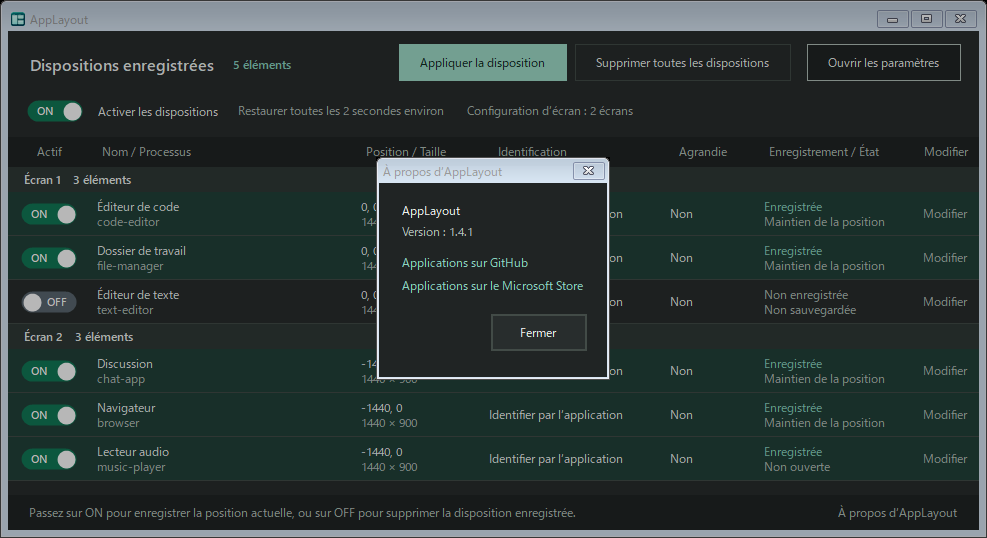 AppLayout
Dispositions enregistrées 5 éléments Appliquer la disposition Supprimer toutes les dispositions Ouvrir les paramètres
ON Activer les dispositions Restaurer toutes les 2 secondes environ Configuration d'écran : 2 écrans
Actif Nom / Processus Position / Taille Identification Agrandie Enregistrement / État Modifier
Écran 1 3 éléments
ON Éditeur de code Non Enregistrée Modifier
code-editor Maintien de la position
ON Dossier de travail Non Enregistrée Modifier
file-manager Maintien de la position
OFF Éditeur de texte Non Non enregistrée Modifier
text-editor Non sauvegardée
Écran 2 3 éléments
ON Discussion Non Enregistrée Modifier
chat-app Maintien de la position
ON Navigateur -1440, 0 Identifier par l'application Non Enregistrée Modifier
browser 1440 × 900 Maintien de la position
ON Lecteur audio -1440, 0 Identifier par l'application Non Enregistrée Modifier
music-player 1440 × 900 Non ouverte
Passez sur ON pour enregistrer la position actuelle, ou sur OFF pour supprimer la disposition enregistrée. À propos d'AppLayout
À propos d'AppLayout
AppLayout
Version : 1.4.1
Applications sur GitHub
Applications sur le Microsoft Store
Fermer